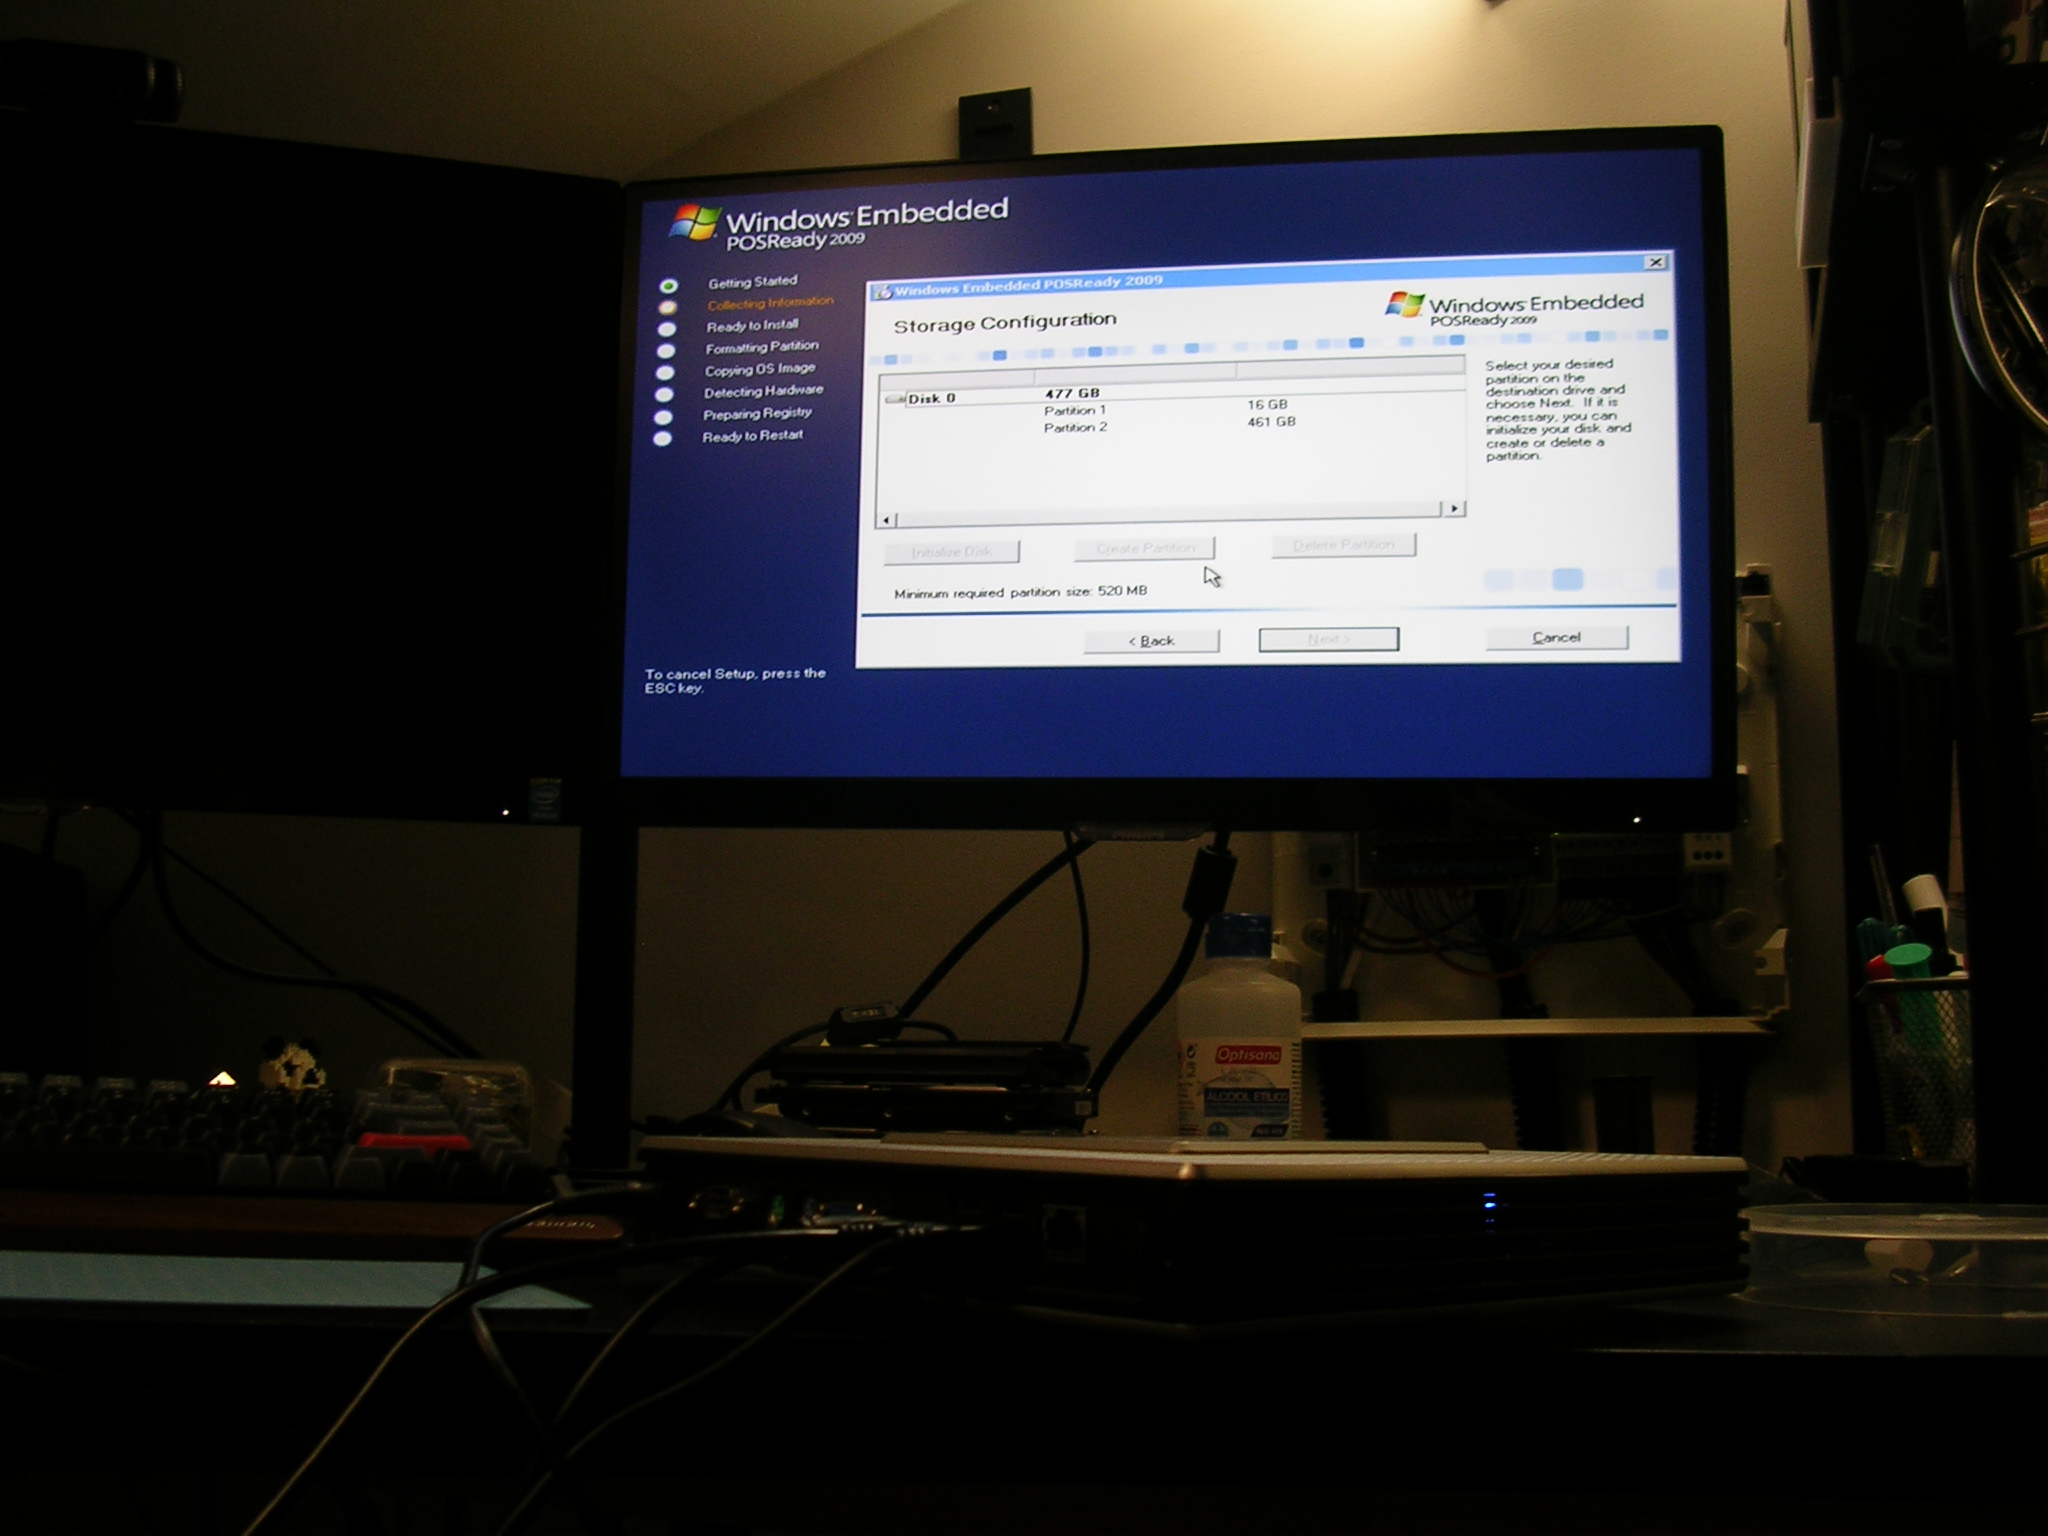 Windows Embedded
POSReady 2009
Getting Started
Collecting Information
Ready to Install
Formatting Partition
Copying OS Image
Detecting Hardware
Preparing Registry
Ready to Restart
To cancel Setup, press the
ESC key.
Windows Embedded POSReady 2009
Storage Configuration
Windows Embedded
POSReady 2009
Disk 0 477 GB
Partition 1 16 GB
Partition 2 461 GB
Select your desired
partition on the
destination drive and
choose Next. If it is
necessary, you can
initialize your disk and
create or delete a
partition.
Initialize Disk Create Partition Delete Partition
Minimum required partition size: 520 MB
< Back Next > Cancel
intel
PHILIPS
Optisana
ALCOOL ETILICO